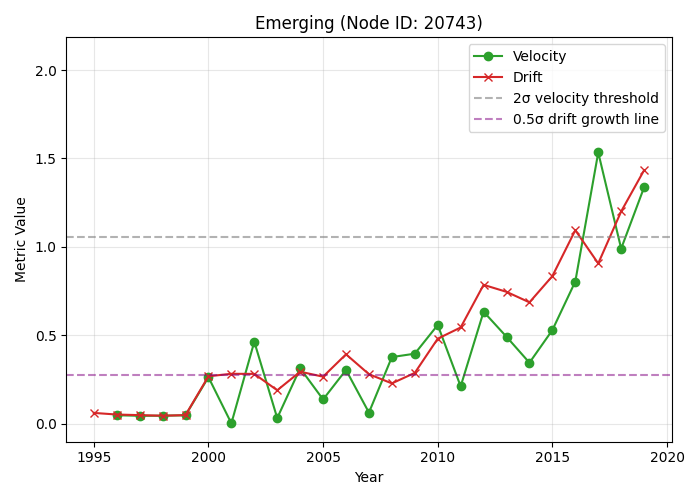 Emerging (Node ID: 20743)
Velocity
Drift
2σ velocity threshold
0.5σ drift growth line
Metric Value
2.0
1.5
1.0
0.5
0.0
1995 2000 2005 2010 2015 2020
Year